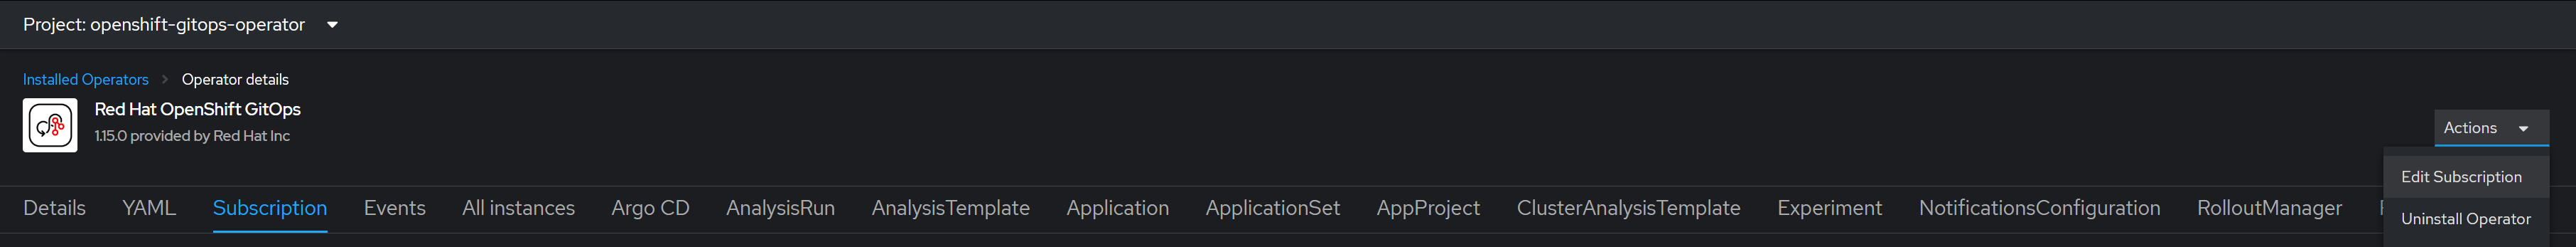 Project: openshift-gitops-operator
Installed Operators > Operator details
Red Hat OpenShift GitOps
1.15.0 provided by Red Hat Inc
Actions
Edit Subscription
Uninstall Operator
Details YAML Subscription Events All instances Argo CD AnalysisRun AnalysisTemplate Application ApplicationSet AppProject ClusterAnalysisTemplate Experiment NotificationsConfiguration RolloutManager